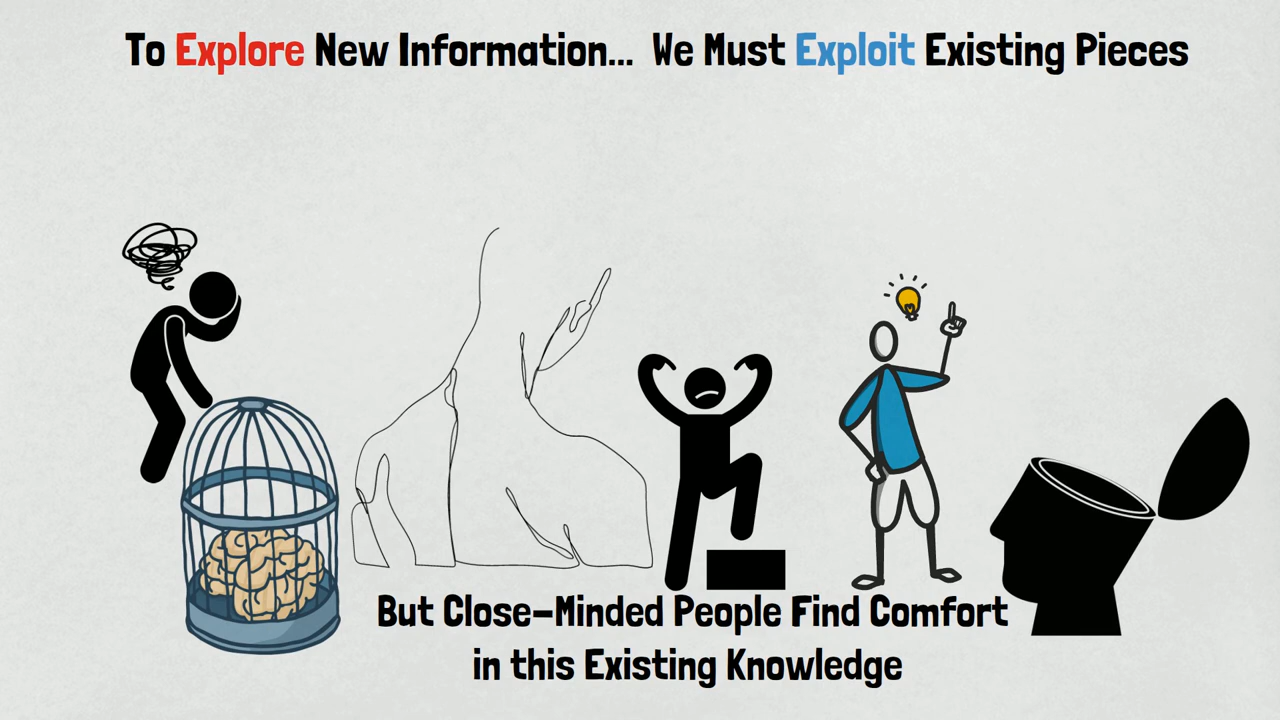 To Explore New Information... We Must Exploit Existing Pieces
But Close-Minded People Find Comfort
in this Existing Knowledge